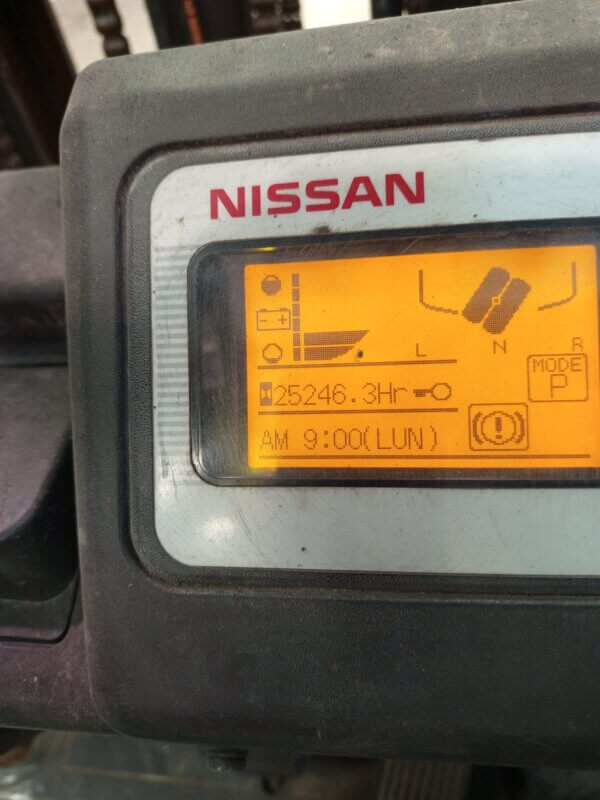 NISSAN
L N R
25246.3Hr
MODE
P
AM 9:00(LUN)